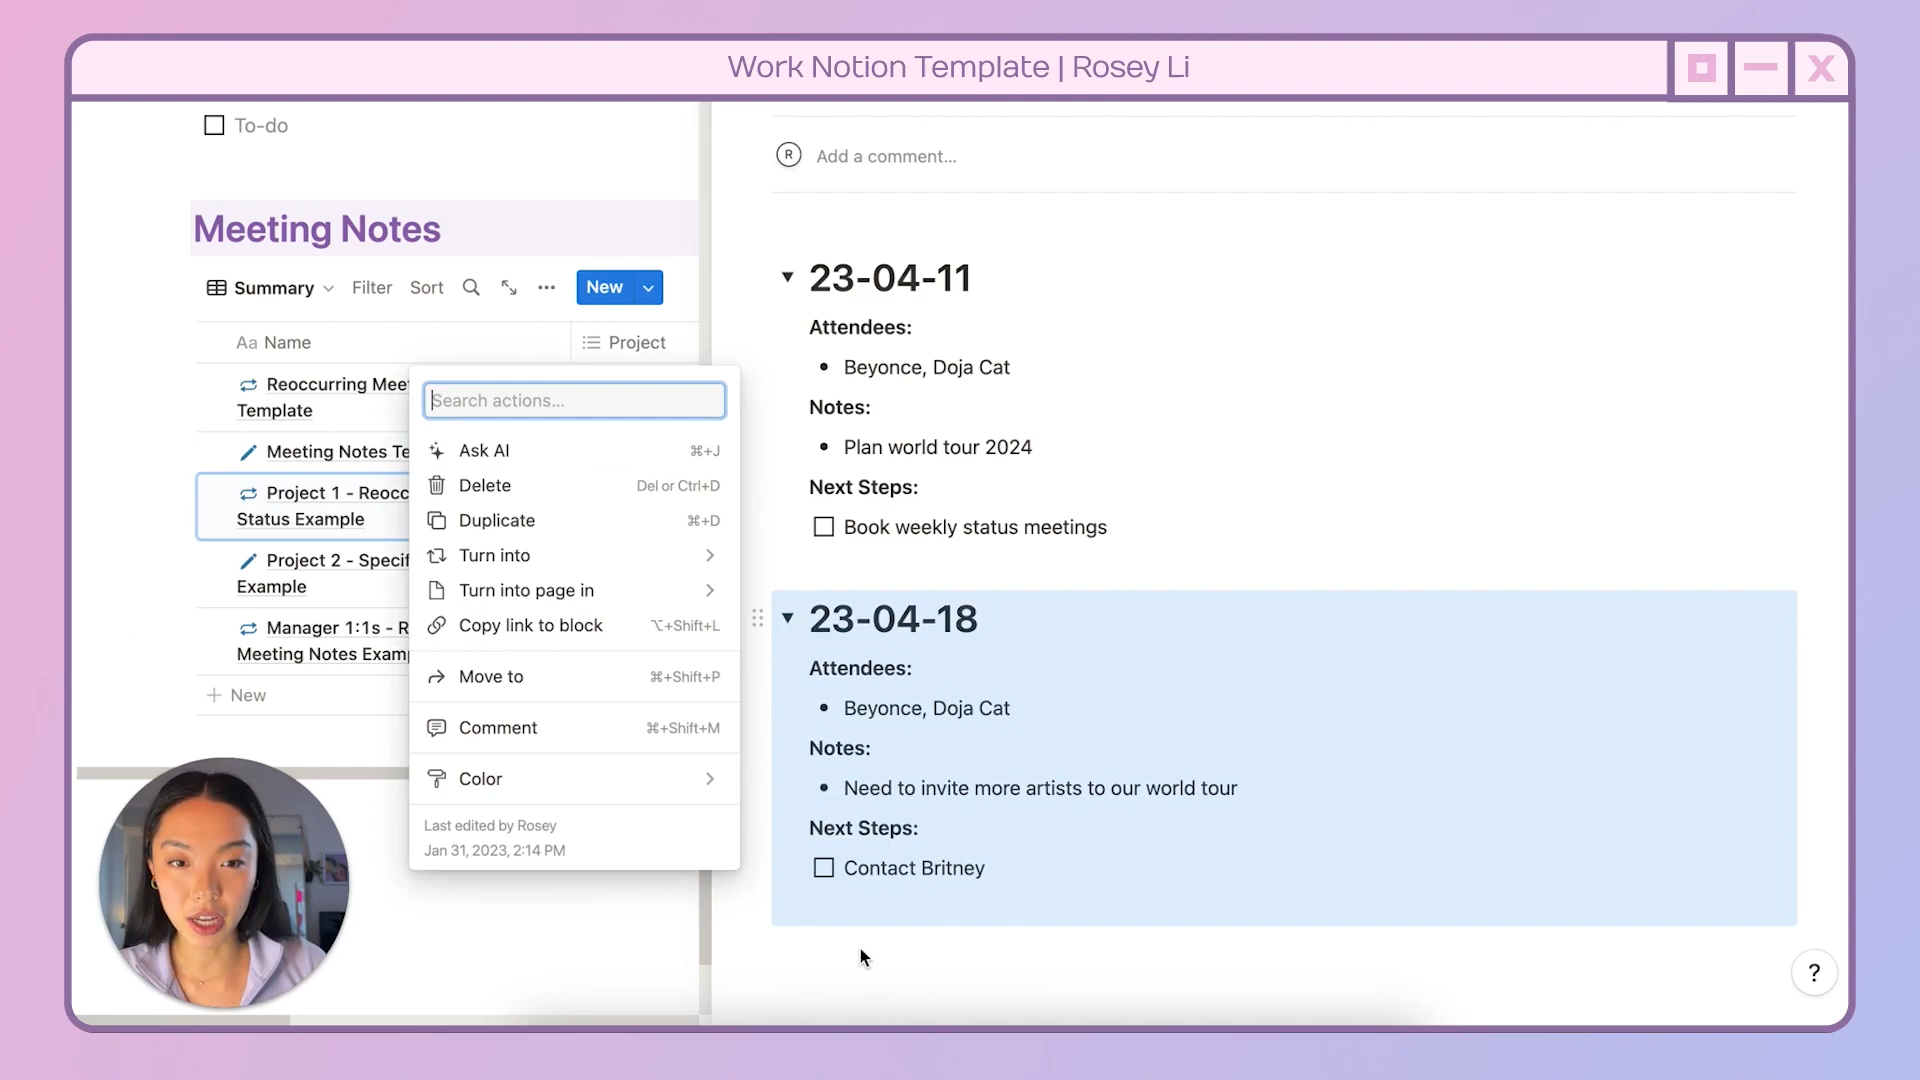 Work Notion Template | Rosey Li
X
To-do
Meeting Notes
Summary Filter Sort New
Aa Name Project
Reoccurring Meet
Template
Meeting Notes Te
Project 1 - Reocc
Status Example
Project 2 - Specif
Example
Manager 1:1s - R
Meeting Notes Examp
+ New
Search actions...
Ask AI ⌘+J
Delete Del or Ctrl+D
Duplicate ⌘+D
Turn into
Turn into page in
Copy link to block ⌥+Shift+L
Move to ⌘+Shift+P
Comment ⌘+Shift+M
Color
Last edited by Rosey
Jan 31, 2023, 2:14 PM
R Add a comment...
23-04-11
Attendees:
• Beyonce, Doja Cat
Notes:
• Plan world tour 2024
Next Steps:
Book weekly status meetings
23-04-18
Attendees:
• Beyonce, Doja Cat
Notes:
• Need to invite more artists to our world tour
Next Steps:
Contact Britney
?